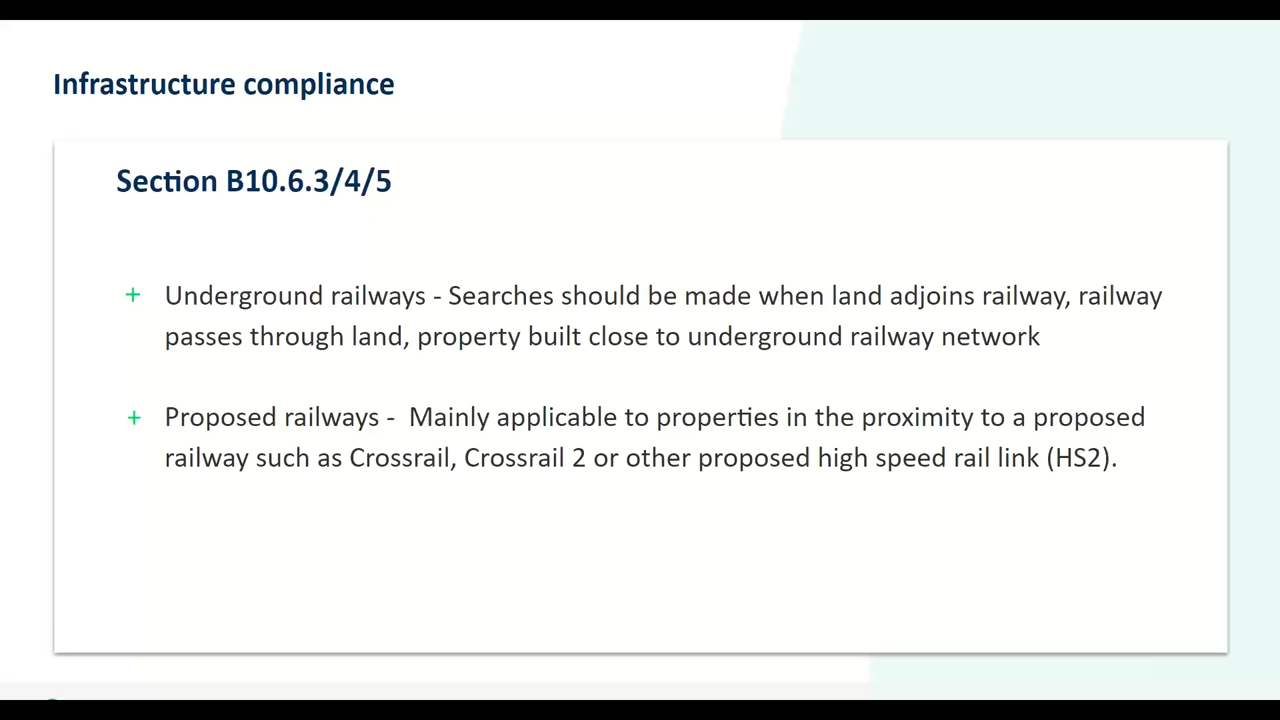 Infrastructure compliance
Section B10.6.3/4/5
+ Underground railways - Searches should be made when land adjoins railway, railway
passes through land, property built close to underground railway network
+ Proposed railways -  Mainly applicable to properties in the proximity to a proposed
railway such as Crossrail, Crossrail 2 or other proposed high speed rail link (HS2).